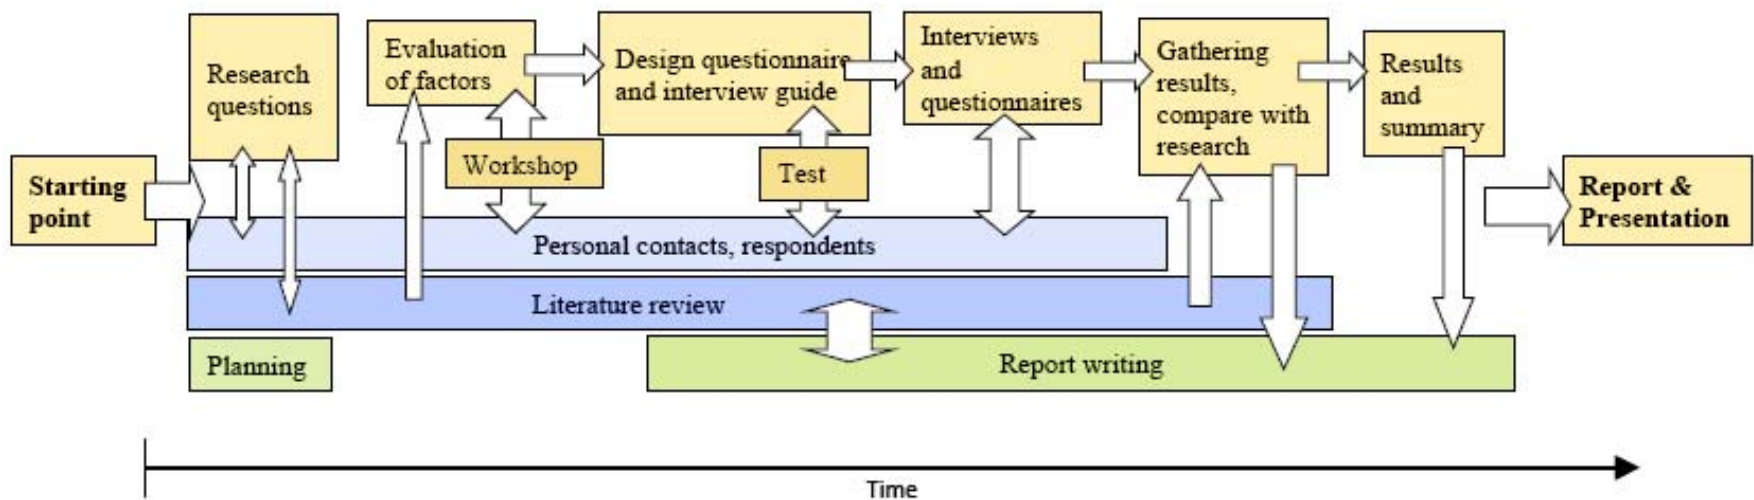 Starting
point
Research
questions
Evaluation
of factors
Workshop
Design questionnaire
and interview guide
Test
Interviews
and
questionnaires
Gathering
results,
compare with
research
Results
and
summary
Report &
Presentation
Personal contacts, respondents
Literature review
Planning
Report writing
Time